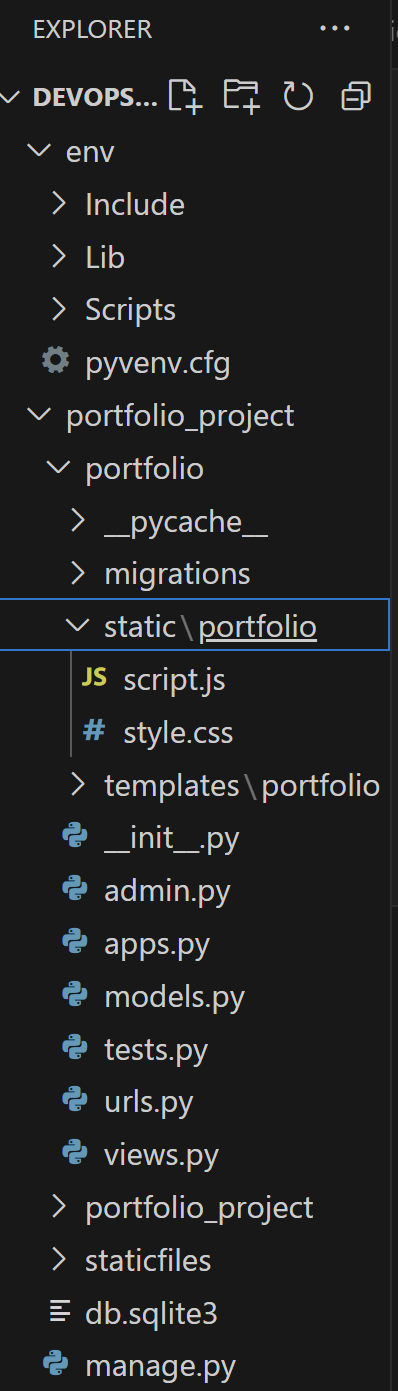 EXPLORER ...
DEVOPS...
env
Include
Lib
Scripts
pyvenv.cfg
portfolio_project
portfolio
__pycache__
migrations
static\portfolio
JS script.js
# style.css
templates\portfolio
__init__.py
admin.py
apps.py
models.py
tests.py
urls.py
views.py
portfolio_project
staticfiles
db.sqlite3
manage.py